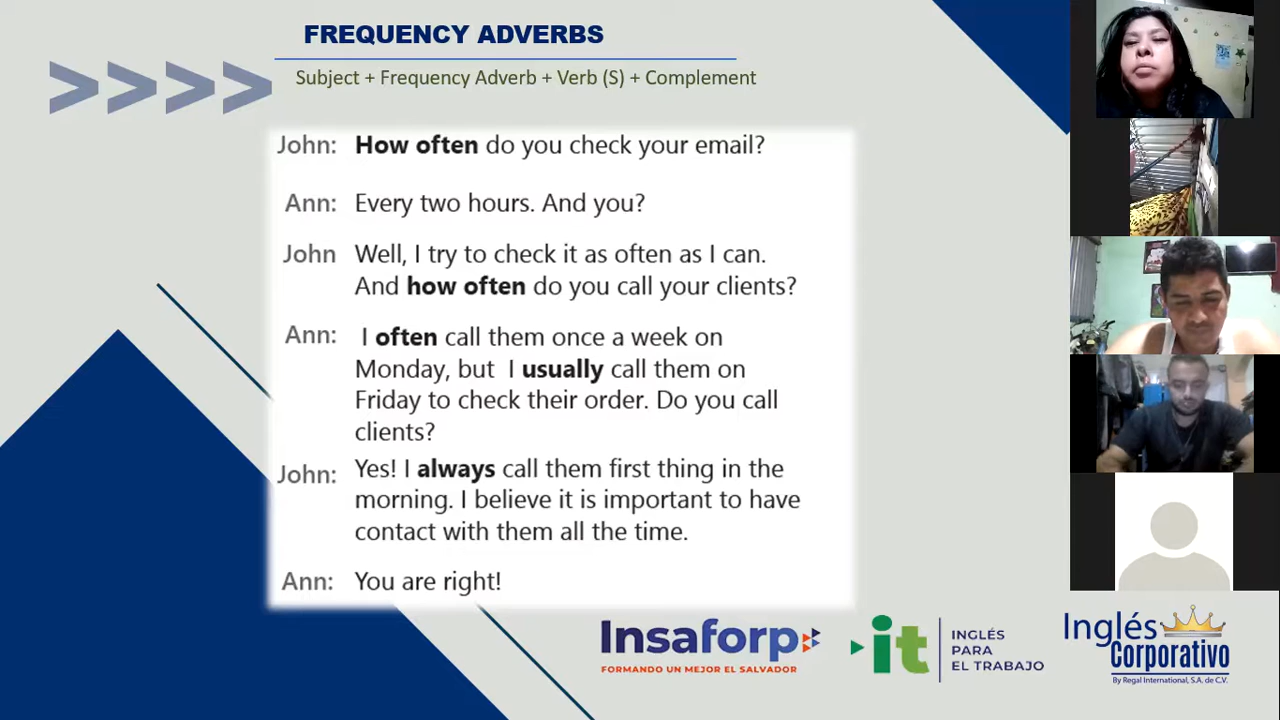 FREQUENCY ADVERBS
Subject + Frequency Adverb + Verb (S) + Complement
John: How often do you check your email?
Ann: Every two hours. And you?
John Well, I try to check it as often as I can.
And how often do you call your clients?
Ann: I often call them once a week on
Monday, but I usually call them on
Friday to check their order. Do you call
clients?
John: Yes! I always call them first thing in the
morning. I believe it is important to have
contact with them all the time.
Ann: You are right!
Insaforp
FORMANDO UN MEJOR EL SALVADOR
it
INGLÉS
PARA
EL TRABAJO
Inglés
Corporativo
By Regal International, S.A. de C.V.